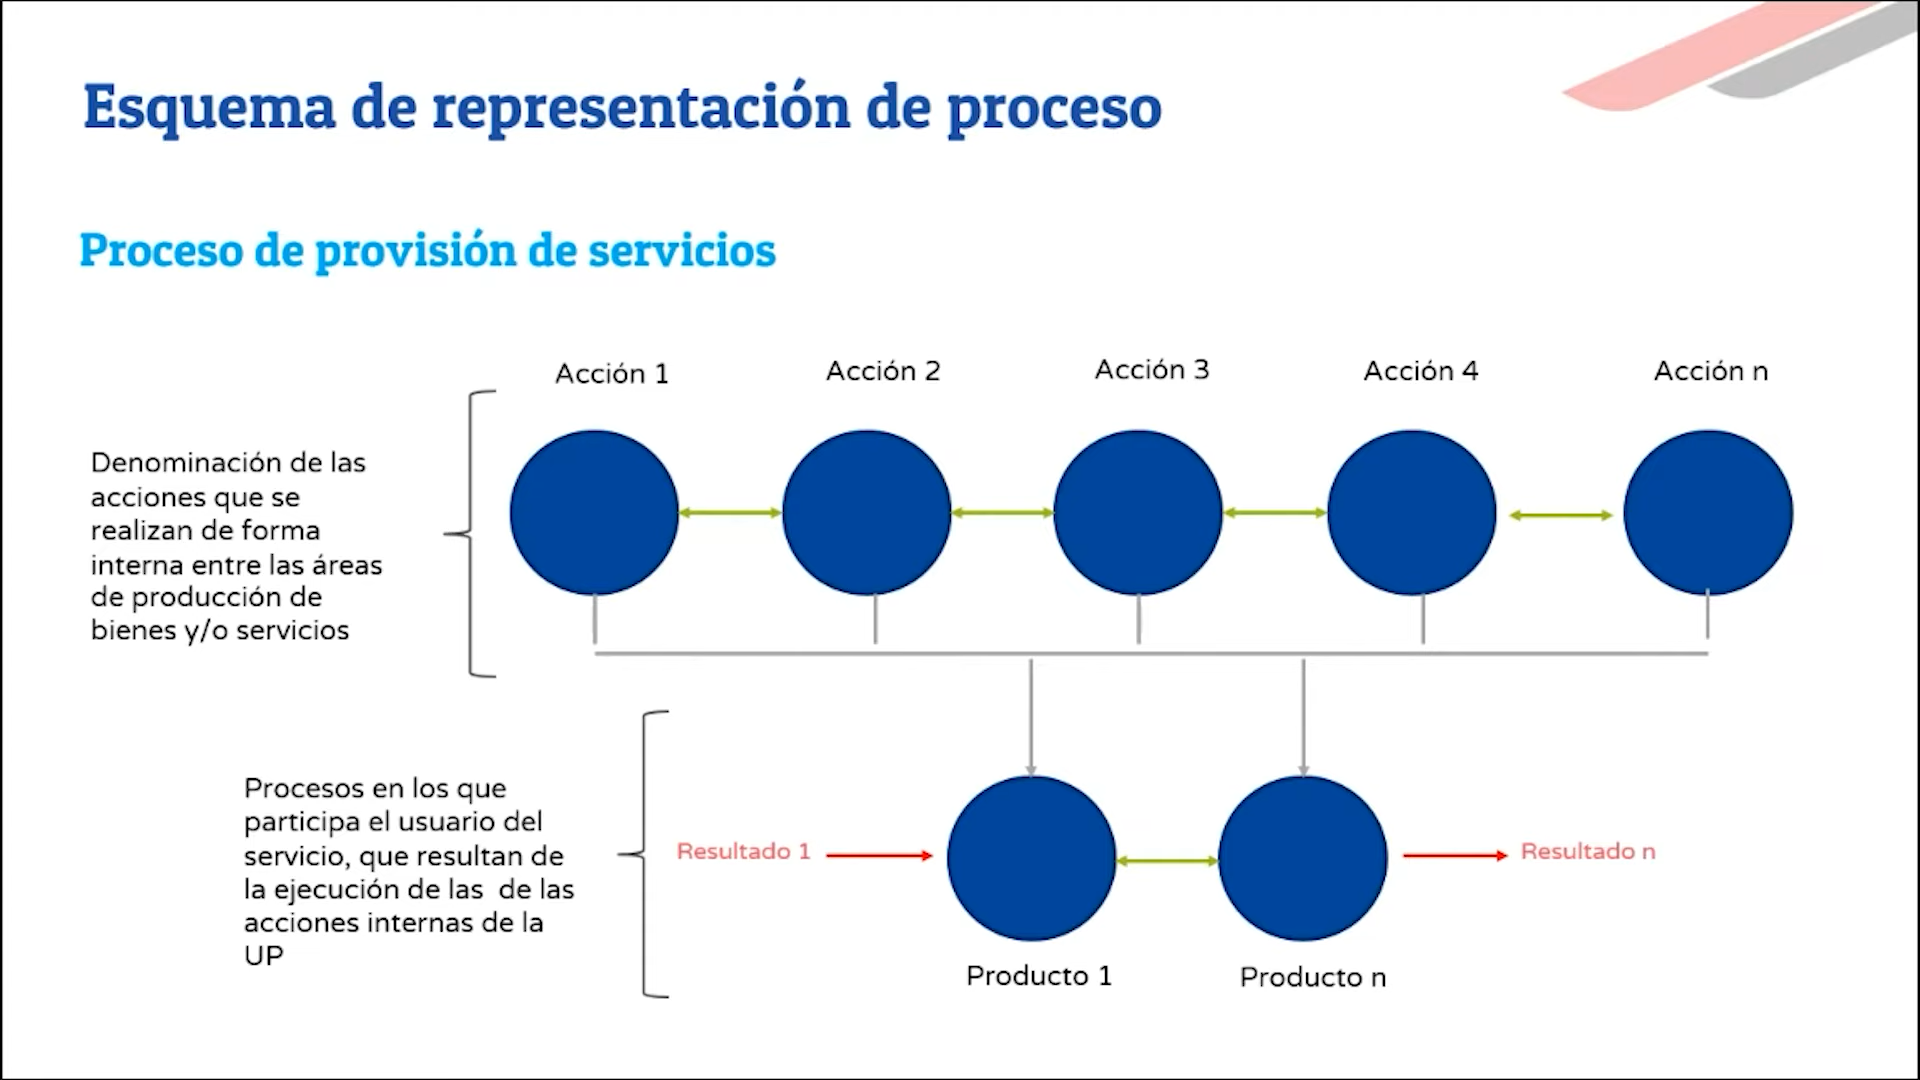 Esquema de representación de proceso
Proceso de provisión de servicios
Acción 1
Acción 2
Acción 3
Acción 4
Acción n
Denominación de las
acciones que se
realizan de forma
interna entre las áreas
de producción de
bienes y/o servicios
Procesos en los que
participa el usuario del
servicio, que resultan de
la ejecución de las  de las
acciones internas de la
UP
Resultado 1
Resultado n
Producto 1
Producto n